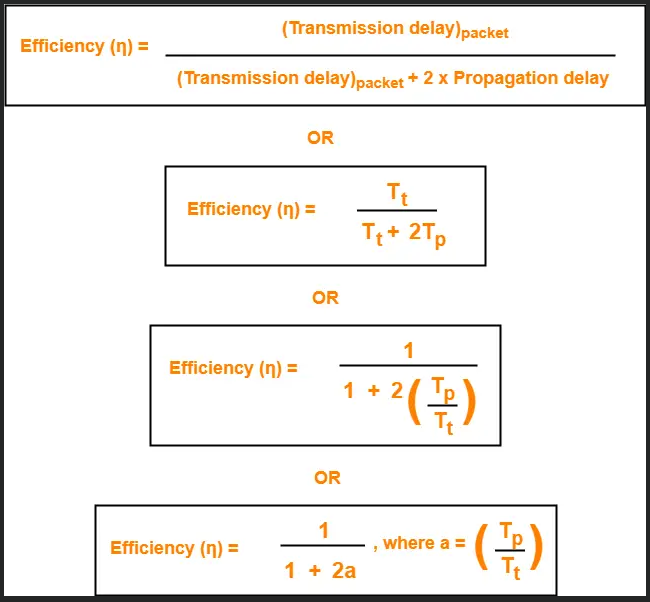 (Transmission delay)packet
Efficiency (η) =
(Transmission delay)packet + 2 x Propagation delay
OR
Tt
Efficiency (η) =
Tt + 2Tp
OR
1
Efficiency (η) =
1 + 2 (Tp/Tt)
OR
1
Efficiency (η) = , where a = (Tp/Tt)
1 + 2a